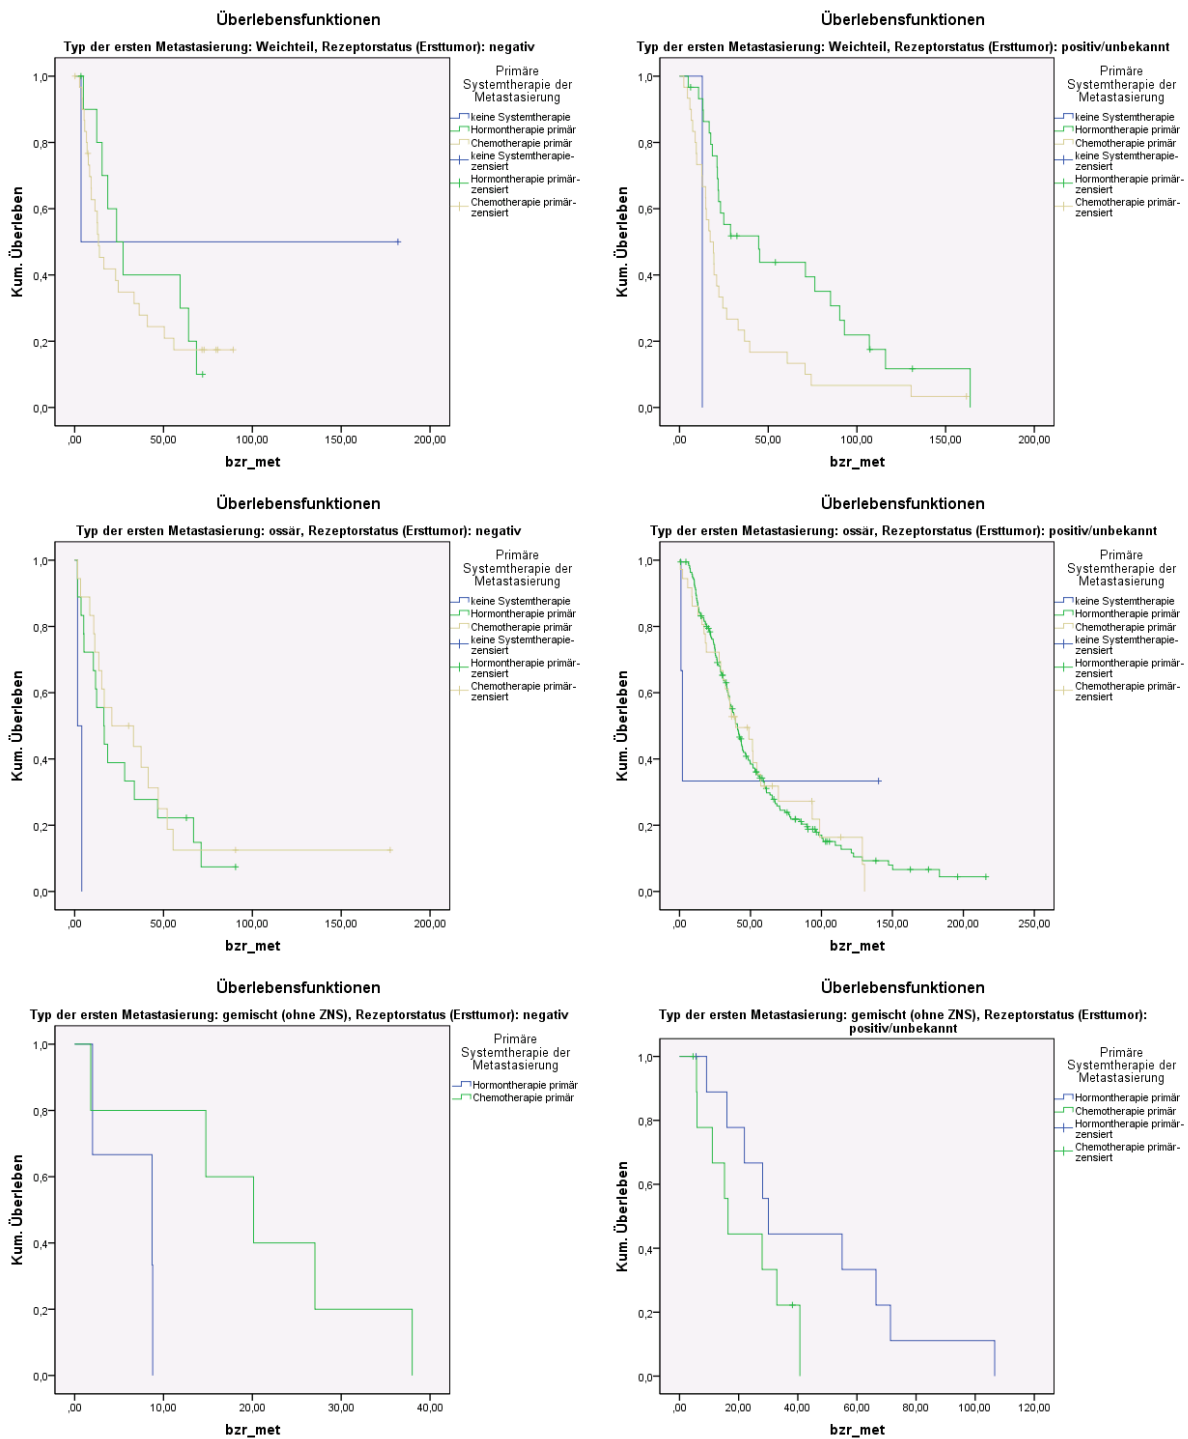 Überlebensfunktionen
Typ der ersten Metastasierung: Weichteil, Rezeptorstatus (Ersttumor): negativ
Kum. Überleben
1,0
0,8
0,6
0,4
0,2
0,0
,00
50,00
100,00
150,00
200,00
bzr_met
Primäre
Systemtherapie der
Metastasierung
keine Systemtherapie
Hormontherapie primär
Chemotherapie primär
keine Systemtherapie-
zensiert
Hormontherapie primär-
zensiert
Chemotherapie primär-
zensiert
Überlebensfunktionen
Typ der ersten Metastasierung: Weichteil, Rezeptorstatus (Ersttumor): positiv/unbekannt
Kum. Überleben
1,0
0,8
0,6
0,4
0,2
0,0
,00
50,00
100,00
150,00
200,00
bzr_met
Primäre
Systemtherapie der
Metastasierung
keine Systemtherapie
Hormontherapie primär
Chemotherapie primär
keine Systemtherapie-
zensiert
Hormontherapie primär-
zensiert
Chemotherapie primär-
zensiert
Überlebensfunktionen
Typ der ersten Metastasierung: ossär, Rezeptorstatus (Ersttumor): negativ
Kum. Überleben
1,0
0,8
0,6
0,4
0,2
0,0
,00
50,00
100,00
150,00
200,00
bzr_met
Primäre
Systemtherapie der
Metastasierung
keine Systemtherapie
Hormontherapie primär
Chemotherapie primär
keine Systemtherapie-
zensiert
Hormontherapie primär-
zensiert
Chemotherapie primär-
zensiert
Überlebensfunktionen
Typ der ersten Metastasierung: ossär, Rezeptorstatus (Ersttumor): positiv/unbekannt
Kum. Überleben
1,0
0,8
0,6
0,4
0,2
0,0
,00
50,00
100,00
150,00
200,00
250,00
bzr_met
Primäre
Systemtherapie der
Metastasierung
keine Systemtherapie
Hormontherapie primär
Chemotherapie primär
keine Systemtherapie-
zensiert
Hormontherapie primär-
zensiert
Chemotherapie primär-
zensiert
Überlebensfunktionen
Typ der ersten Metastasierung: gemischt (ohne ZNS), Rezeptorstatus (Ersttumor): negativ
Kum. Überleben
1,0
0,8
0,6
0,4
0,2
0,0
,00
10,00
20,00
30,00
40,00
bzr_met
Primäre
Systemtherapie der
Metastasierung
Hormontherapie primär
Chemotherapie primär
Überlebensfunktionen
Typ der ersten Metastasierung: gemischt (ohne ZNS), Rezeptorstatus (Ersttumor):
positiv/unbekannt
Kum. Überleben
1,0
0,8
0,6
0,4
0,2
0,0
,00
20,00
40,00
60,00
80,00
100,00
120,00
bzr_met
Primäre
Systemtherapie der
Metastasierung
Hormontherapie primär
Chemotherapie primär
Hormontherapie primär-
zensiert
Chemotherapie primär-
zensiert